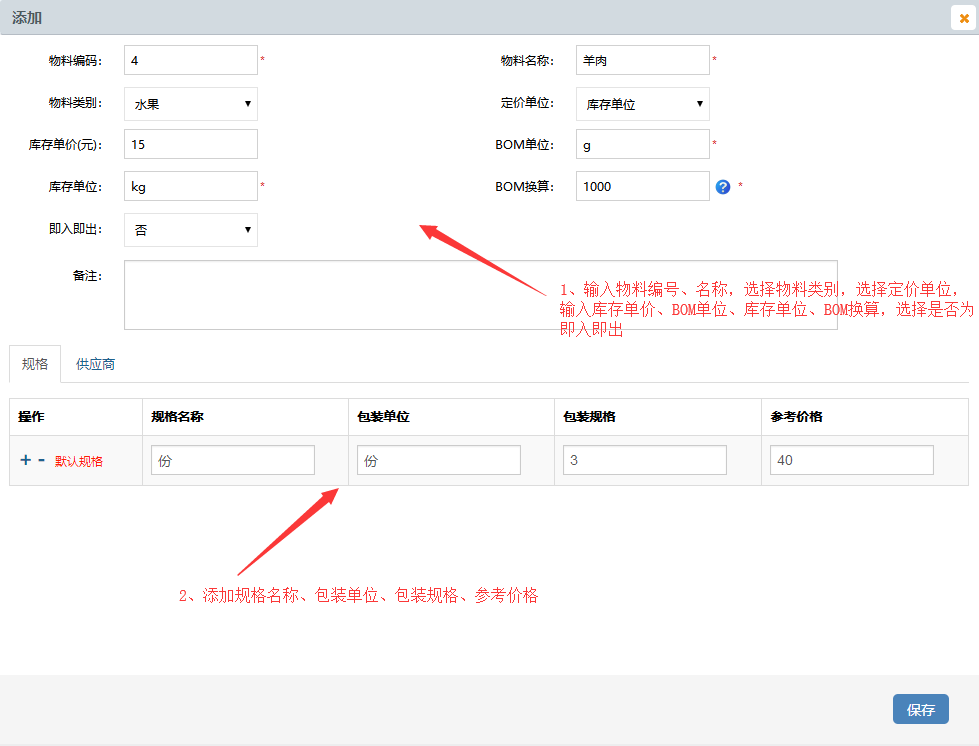 添加
物料编码： 4 * 物料名称： 羊肉 *
物料类别： 水果 定价单位： 库存单位
库存单价(元)： 15 BOM单位： g *
库存单位： kg * BOM换算： 1000 ? *
即入即出： 否
备注：
1、输入物料编号、名称，选择物料类别，选择定价单位，
输入库存单价、BOM单位、库存单位、BOM换算，选择是否为
即入即出
规格 供应商
操作 规格名称 包装单位 包装规格 参考价格
+ - 默认规格 份 份 3 40
2、添加规格名称、包装单位、包装规格、参考价格
保存